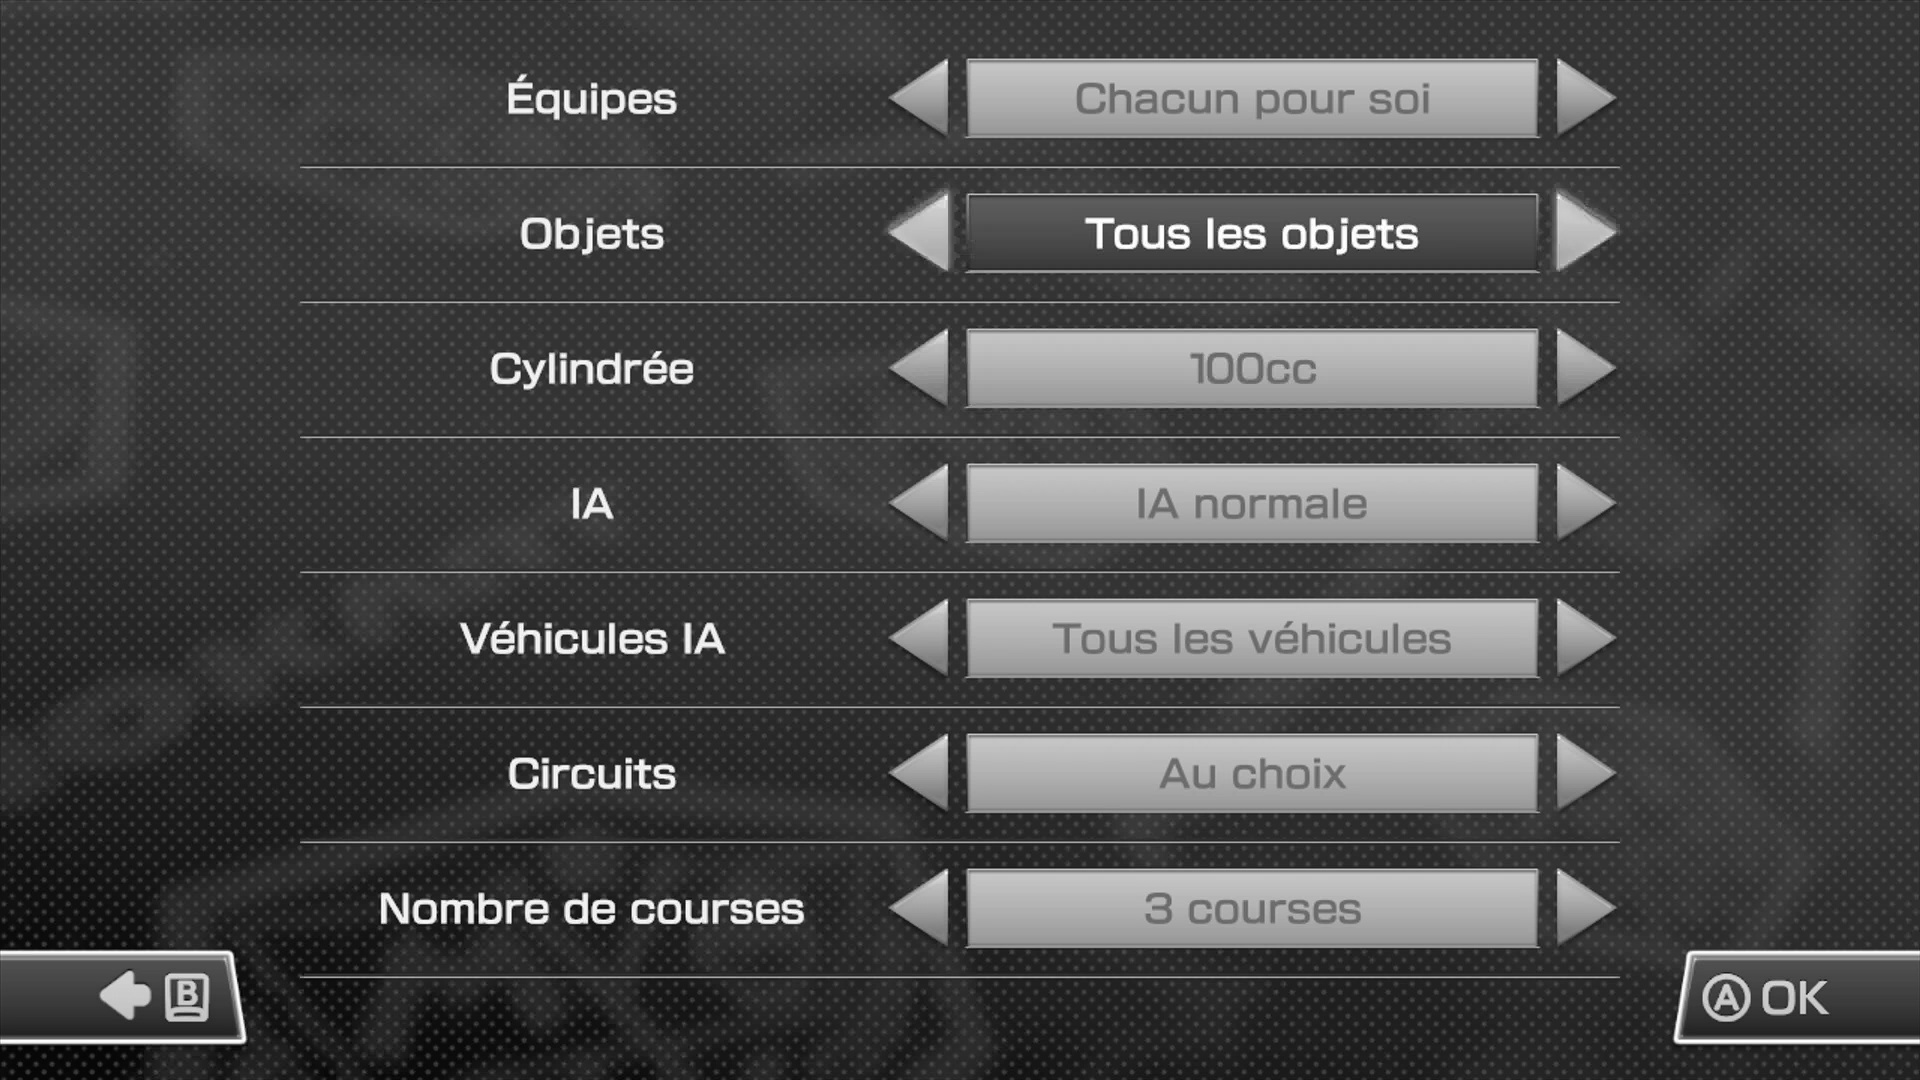 Équipes Chacun pour soi
Objets Tous les objets
Cylindrée 100cc
IA IA normale
Véhicules IA Tous les véhicules
Circuits Au choix
Nombre de courses 3 courses
B
A OK